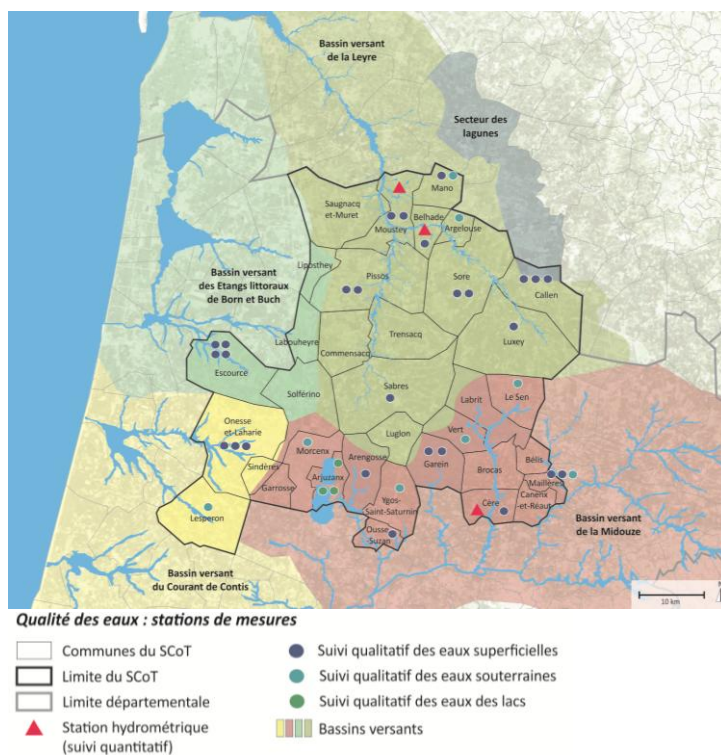 Bassin versant
de la Leyre
Secteur des
lagunes
Mano
Saugnacq
et-Muret
Belhade
Moustey
Argelouse
Bassin versant
des Etangs littoraux
de Born et Buch
Liposthey
Pissos
Sore
Callen
Labouheyre
Trensacq
Luxey
Commensacq
Escource
Solférino
Sabres
Labrit
Le Sen
Onesse
et-Laharie
Luglon
Vert
Morcenx
Arengosse
Sindères
Garein
Brocas
Bélis
Garrosse
Arjuzanx
Maillères
Ygos
-Saint-Saturnin
Cère
Canenx
-et-Réaut
Lesperon
Ousse
Suzan
Bassin versant
de la Midouze
Bassin versant
du Courant de Contis
10 km
N
Qualité des eaux : stations de mesures
Communes du SCoT
Limite du SCoT
Limite départementale
Station hydrométrique
(suivi quantitatif)
Suivi qualitatif des eaux superficielles
Suivi qualitatif des eaux souterraines
Suivi qualitatif des eaux des lacs
Bassins versants